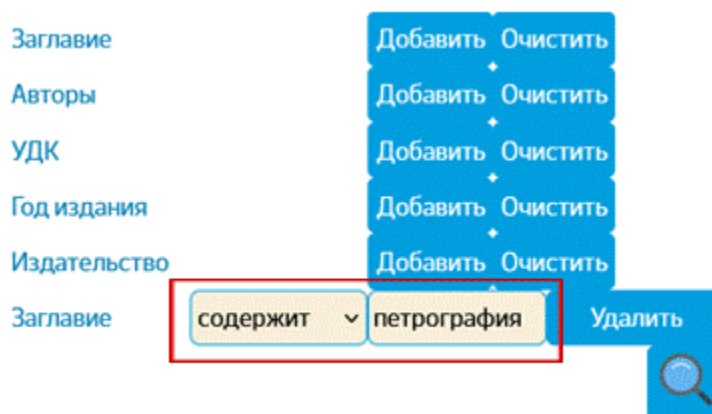 Заглавие Добавить Очистить
Авторы Добавить Очистить
УДК Добавить Очистить
Год издания Добавить Очистить
Издательство Добавить Очистить
Заглавие содержит петрография Удалить